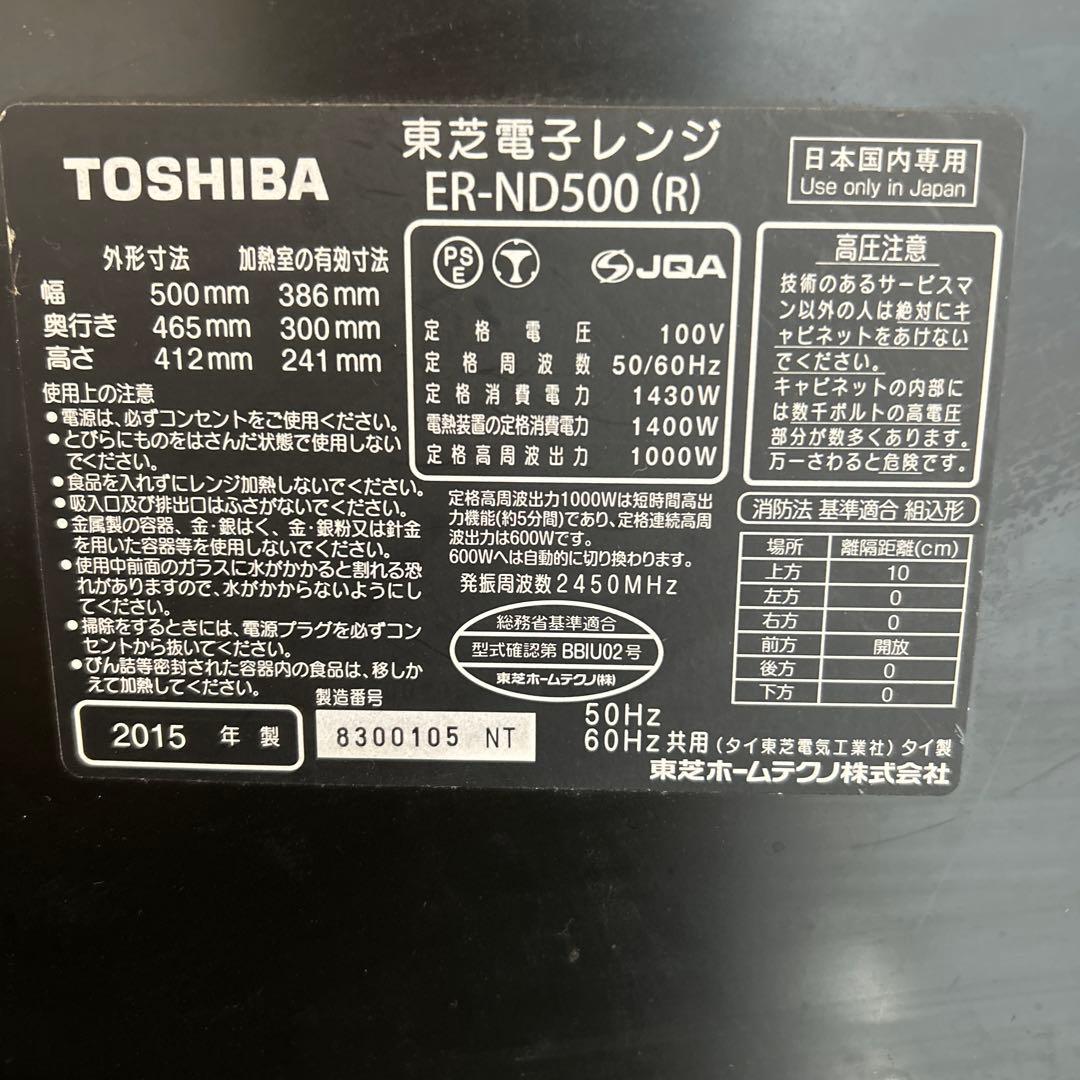 TOSHIBA
東芝電子レンジ
ER-ND500 (R)
日本国内専用
Use only in Japan
外形寸法 加熱室の有効寸法
幅 500mm 386mm
奥行き 465mm 300mm
高さ 412mm 241mm
使用上の注意
●電源は、必ずコンセントをご使用ください。
●とびらにものをはさんだ状態で使用しない
でください。
●食品を入れずにレンジ加熱しないでください。
●吸入口及び排出口はふさがないでください。
●金属製の容器、金・銀はく、金・銀粉又は針金
を用いた容器等を使用しないでください。
●使用中前面のガラスに水がかかると割れる恐
れがありますので、水がかからないようにし
てください。
●掃除をするときには、電源プラグを必ずコン
セントから抜いてください。
●びん詰等密封された容器内の食品は、移しか
えて加熱してください。
PS
E
JQA
定格電圧 100V
定格周波数 50/60Hz
定格消費電力 1430W
電熱装置の定格消費電力 1400W
定格高周波出力 1000W
定格高周波出力1000Wは短時間高出
力機能(約5分間)であり、定格連続高周
波出力は600Wです。
600Wへは自動的に切り換わります。
発振周波数2450MHz
総務省基準適合
型式確認第 BBIU02号
東芝ホームテクノ(株)
高圧注意
技術のあるサービスマ
ン以外の人は絶対にキ
ャビネットをあけない
でください。
キャビネットの内部に
は数千ボルトの高電圧
部分が数多くあります。
万一さわると危険です。
消防法 基準適合 組込形
場所 離隔距離(cm)
上方 10
左方 0
右方 0
前方 開放
後方 0
下方 0
2015 年 製
製造番号
8300105 NT
50Hz
60Hz共用 (タイ東芝電気工業社) タイ製
東芝ホームテクノ株式会社